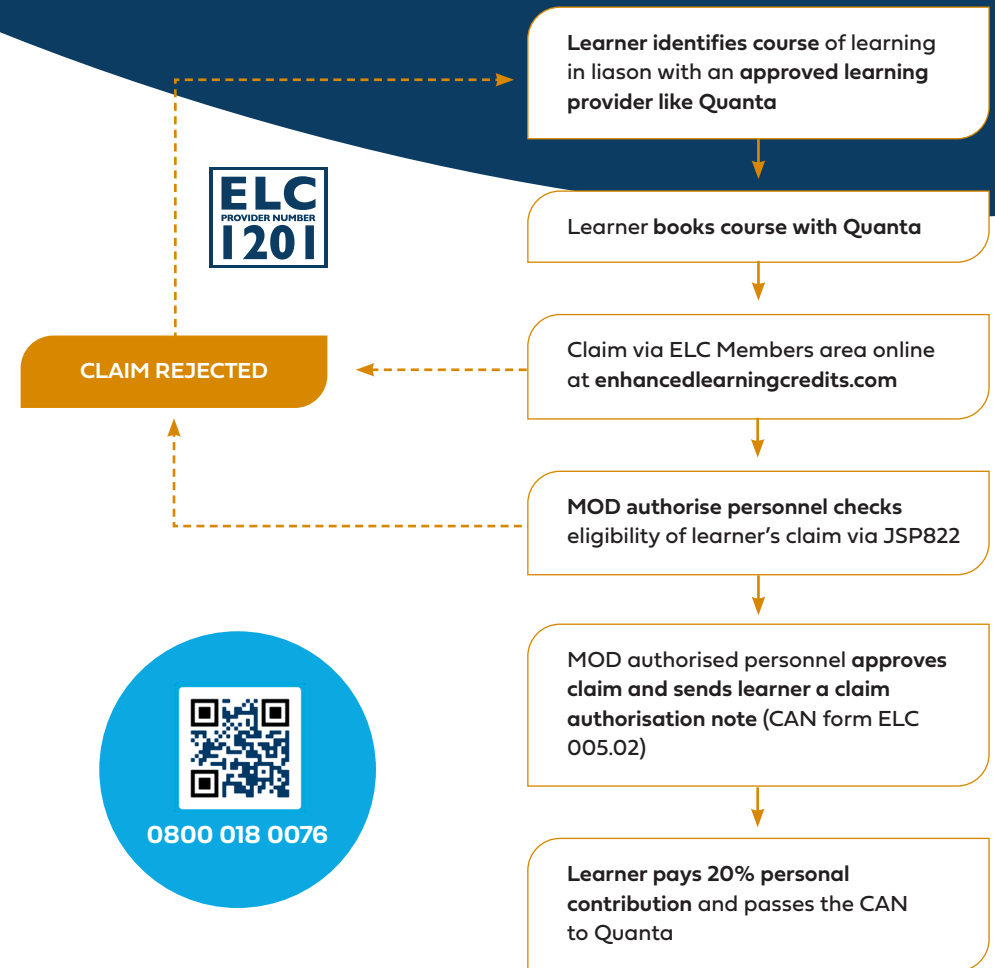 Learner identifies course of learning
in liason with an approved learning
provider like Quanta
ELC
PROVIDER NUMBER
1201
Learner books course with Quanta
CLAIM REJECTED
Claim via ELC Members area online
at enhancedlearningcredits.com
MOD authorise personnel checks
eligibility of learner’s claim via JSP822
MOD authorised personnel approves
claim and sends learner a claim
authorisation note (CAN form ELC
005.02)
0800 018 0076
Learner pays 20% personal
contribution and passes the CAN
to Quanta